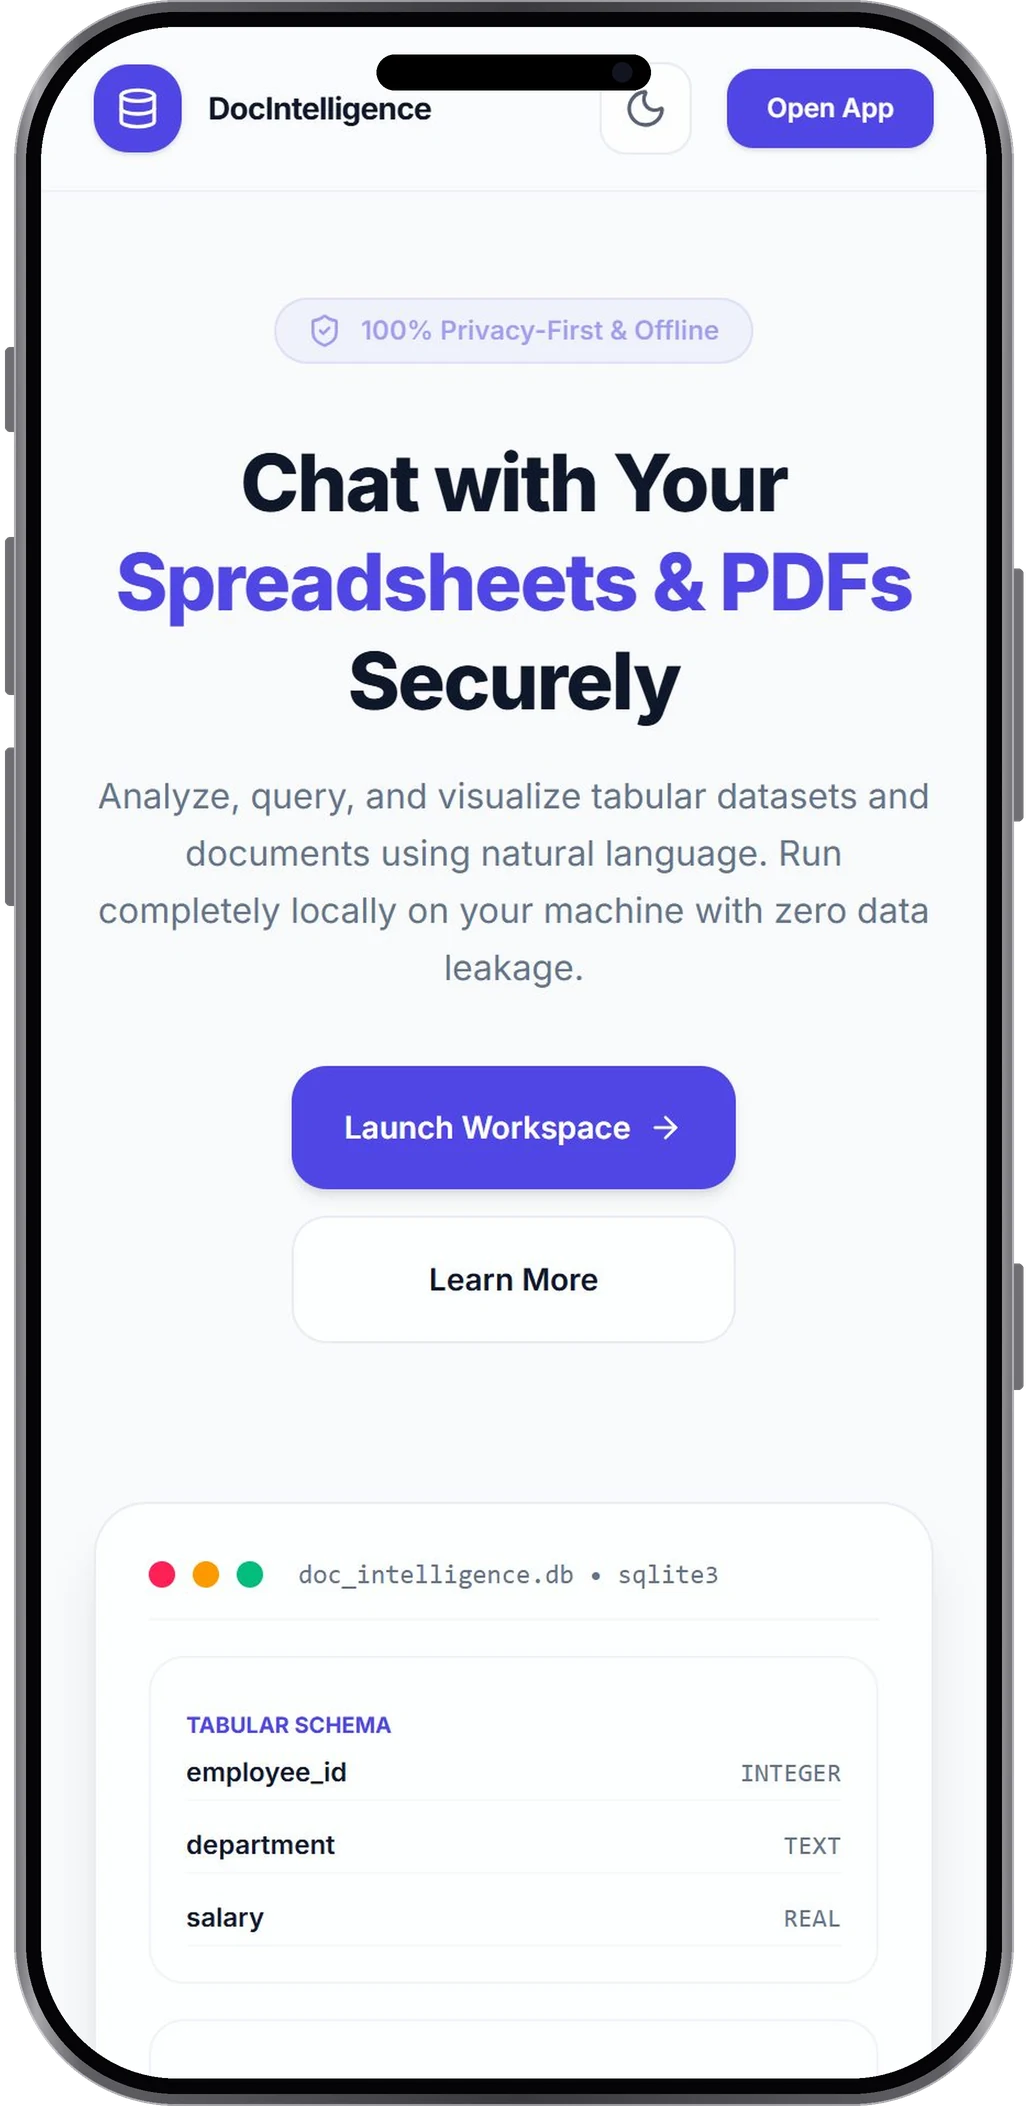 DocIntelligence
Open App
100% Privacy-First & Offline
Chat with Your
Spreadsheets & PDFs
Securely
Analyze, query, and visualize tabular datasets and
documents using natural language. Run
completely locally on your machine with zero data
leakage.
Launch Workspace →
Learn More
doc_intelligence.db • sqlite3
TABULAR SCHEMA
employee_id INTEGER
department TEXT
salary REAL